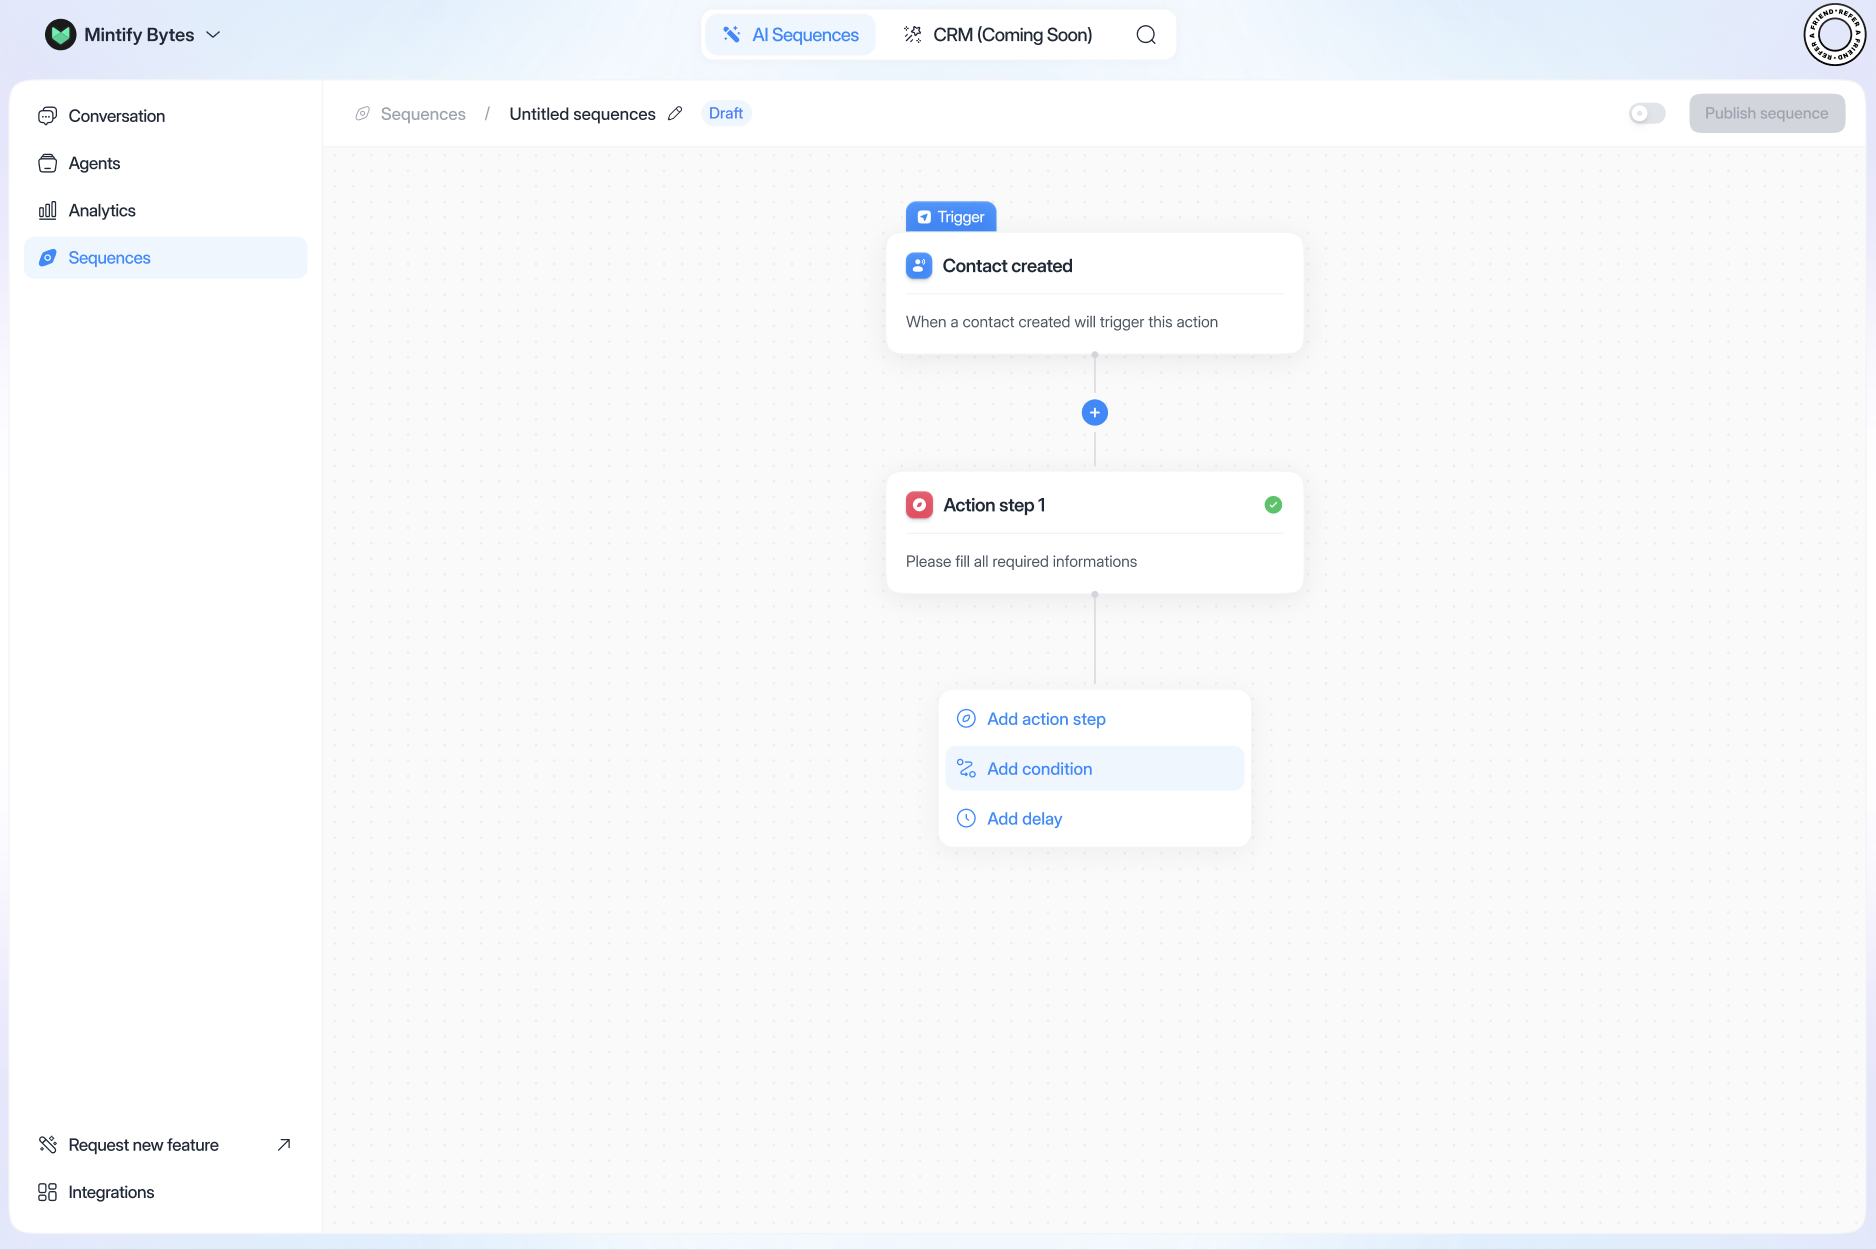 Mintify Bytes
AI Sequences
CRM (Coming Soon)
REFER A FRIEND • REFER A FRIEND •
Conversation
Agents
Analytics
Sequences
Sequences / Untitled sequences
Draft
Publish sequence
Trigger
Contact created
When a contact created will trigger this action
Action step 1
Please fill all required informations
Add action step
Add condition
Add delay
Request new feature
Integrations